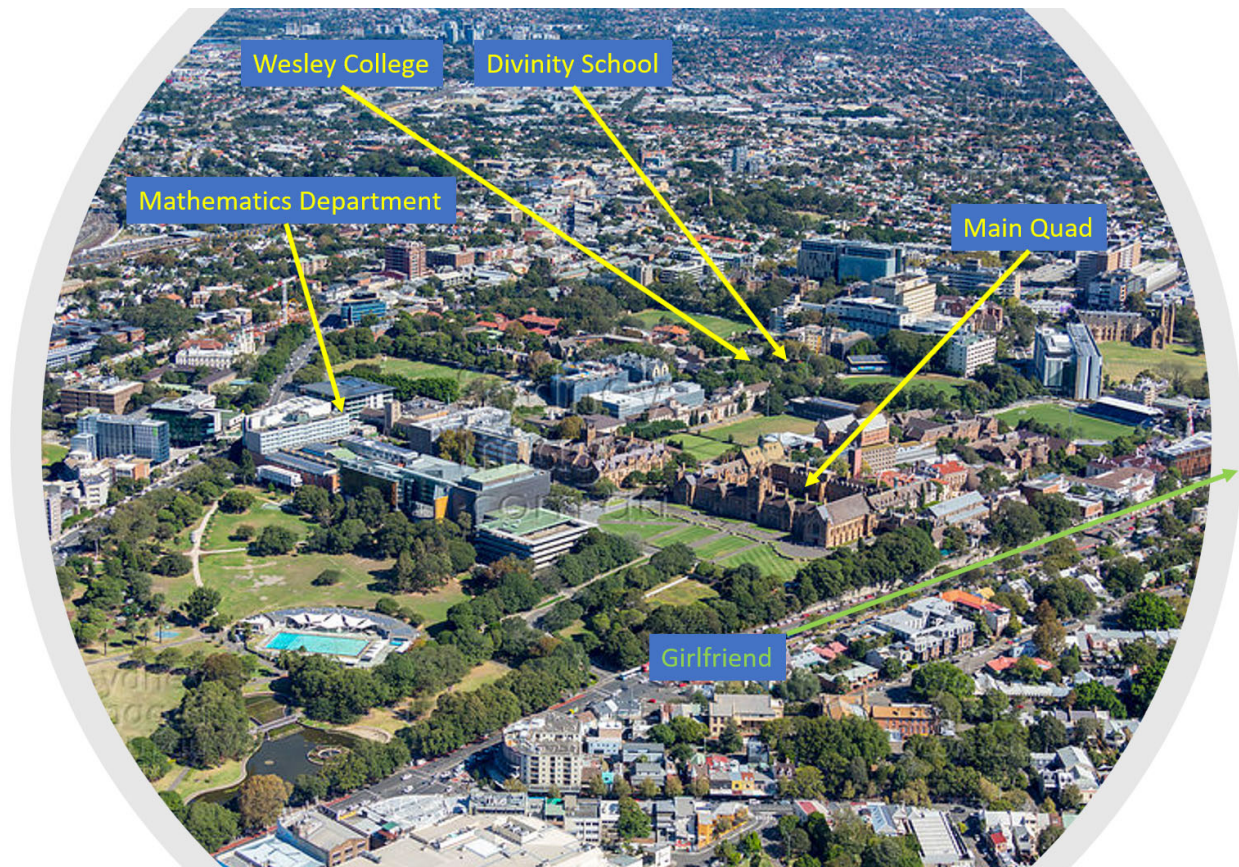 Wesley College
Divinity School
Mathematics Department
Main Quad
Girlfriend